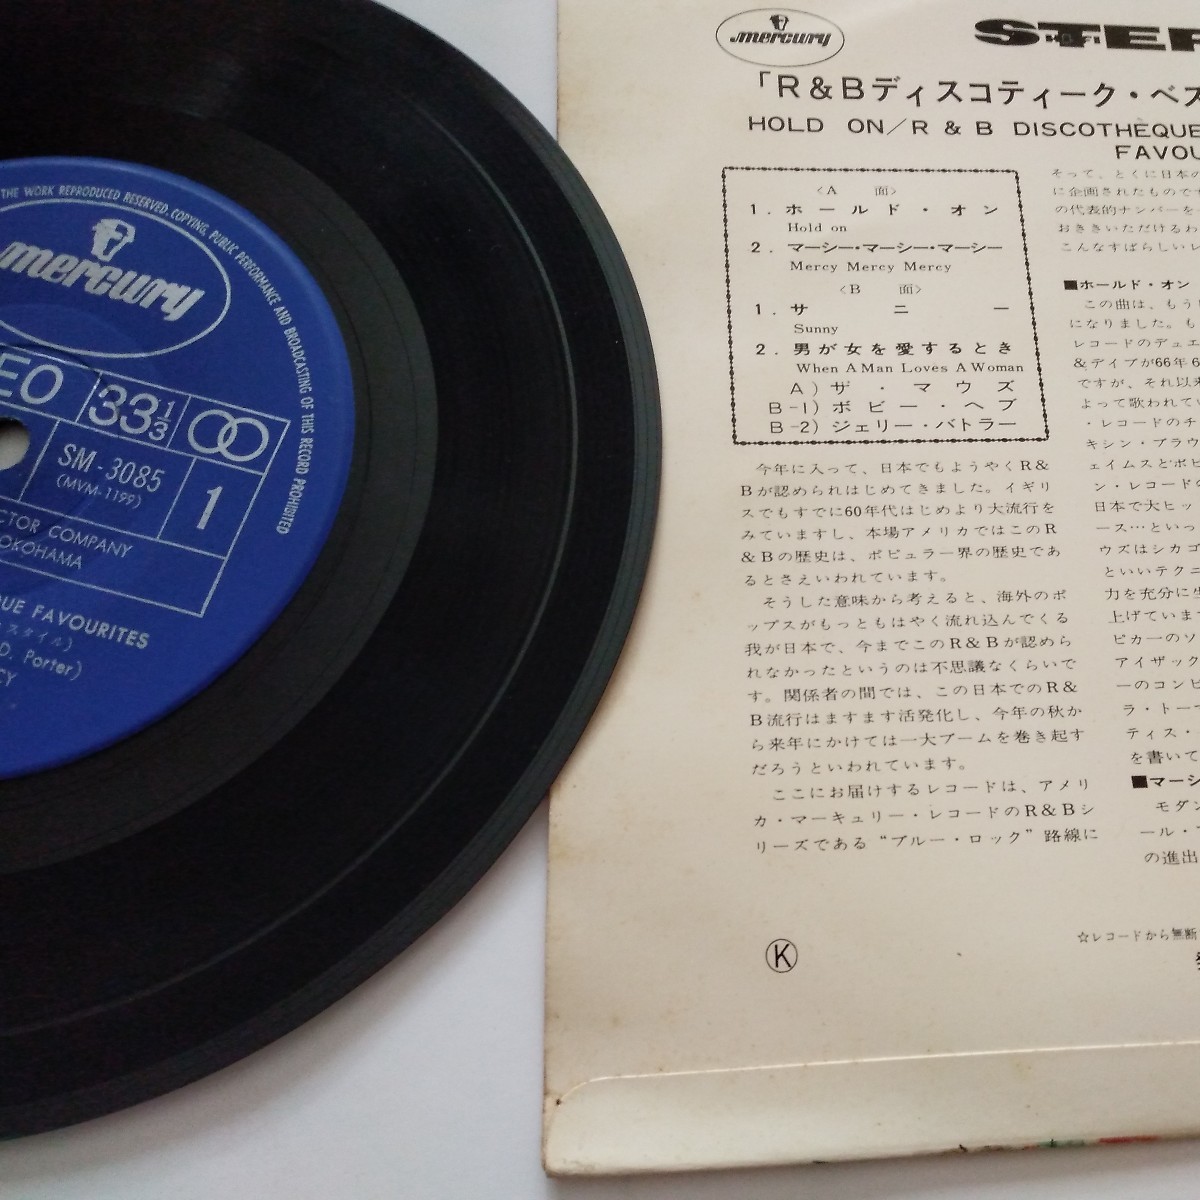 THE WORK REPRODUCED RESERVED. COPYING, PUBLIC PERFORMANCE AND BROADCASTING OF THIS RECORD PROHIBITED
mercury
EO
33 1/3
SM-3085
(MVM-1199)
1
CTOR COMPANY
OKOHAMA
QUE FAVOURITES
スタイル)
D. Porter)
CY
mercury
STER
HI-FI
「R&Bディスコティーク・ベス
HOLD ON/R & B DISCOTHEQUE
FAVOU
〈A 面〉
1. ホールド・オン
Hold on
2. マーシー・マーシー・マーシー
Mercy Mercy Mercy
〈B 面〉
1. サニー
Sunny
2. 男が女を愛するとき
When A Man Loves A Woman
A) ザ・マウズ
B-1) ボビー・ヘブ
B-2) ジェリー・バトラー
今年に入って、日本でもようやくR&
Bが認められはじめてきました。イギリ
スでもすでに60年代はじめより大流行を
みていますし、本場アメリカではこのR
&Bの歴史は、ポピュラー界の歴史であ
るとさえいわれています。
そうした意味から考えると、海外のポ
ップスがもっともはやく流れ込んでくる
我が日本で、今までこのR&Bが認めら
れなかったというのは不思議なくらいで
す。関係者の間では、この日本でのR&
B流行はますます活発化し、今年の秋か
ら来年にかけては一大ブームを巻き起す
だろうといわれています。
ここにお届けするレコードは、アメリ
カ・マーキュリー・レコードのR&Bシ
リーズである“ブルー・ロック”路線に
そって、とくに日本の
に企画されたもので
の代表的ナンバーを
おききいただけるわ
こんなすばらしいレ
■ホールド・オン
この曲は、もう
になりました。も
レコードのデュエ
&デイブが66年6
ですが、それ以来
よって歌われてい
・レコードのチ
キシン・ブラウ
ェイムスとボビ
ン・レコードの
日本で大ヒッ
ース…といっ
ウズはシカゴ
といいテクニ
力を充分に生
上げています
ピカーのソ
アイザック
ーのコンビ
ラ・トー
ティス・
を書いて
■マーシ
モダン
ール・
の進出
☆レコードから無断
K